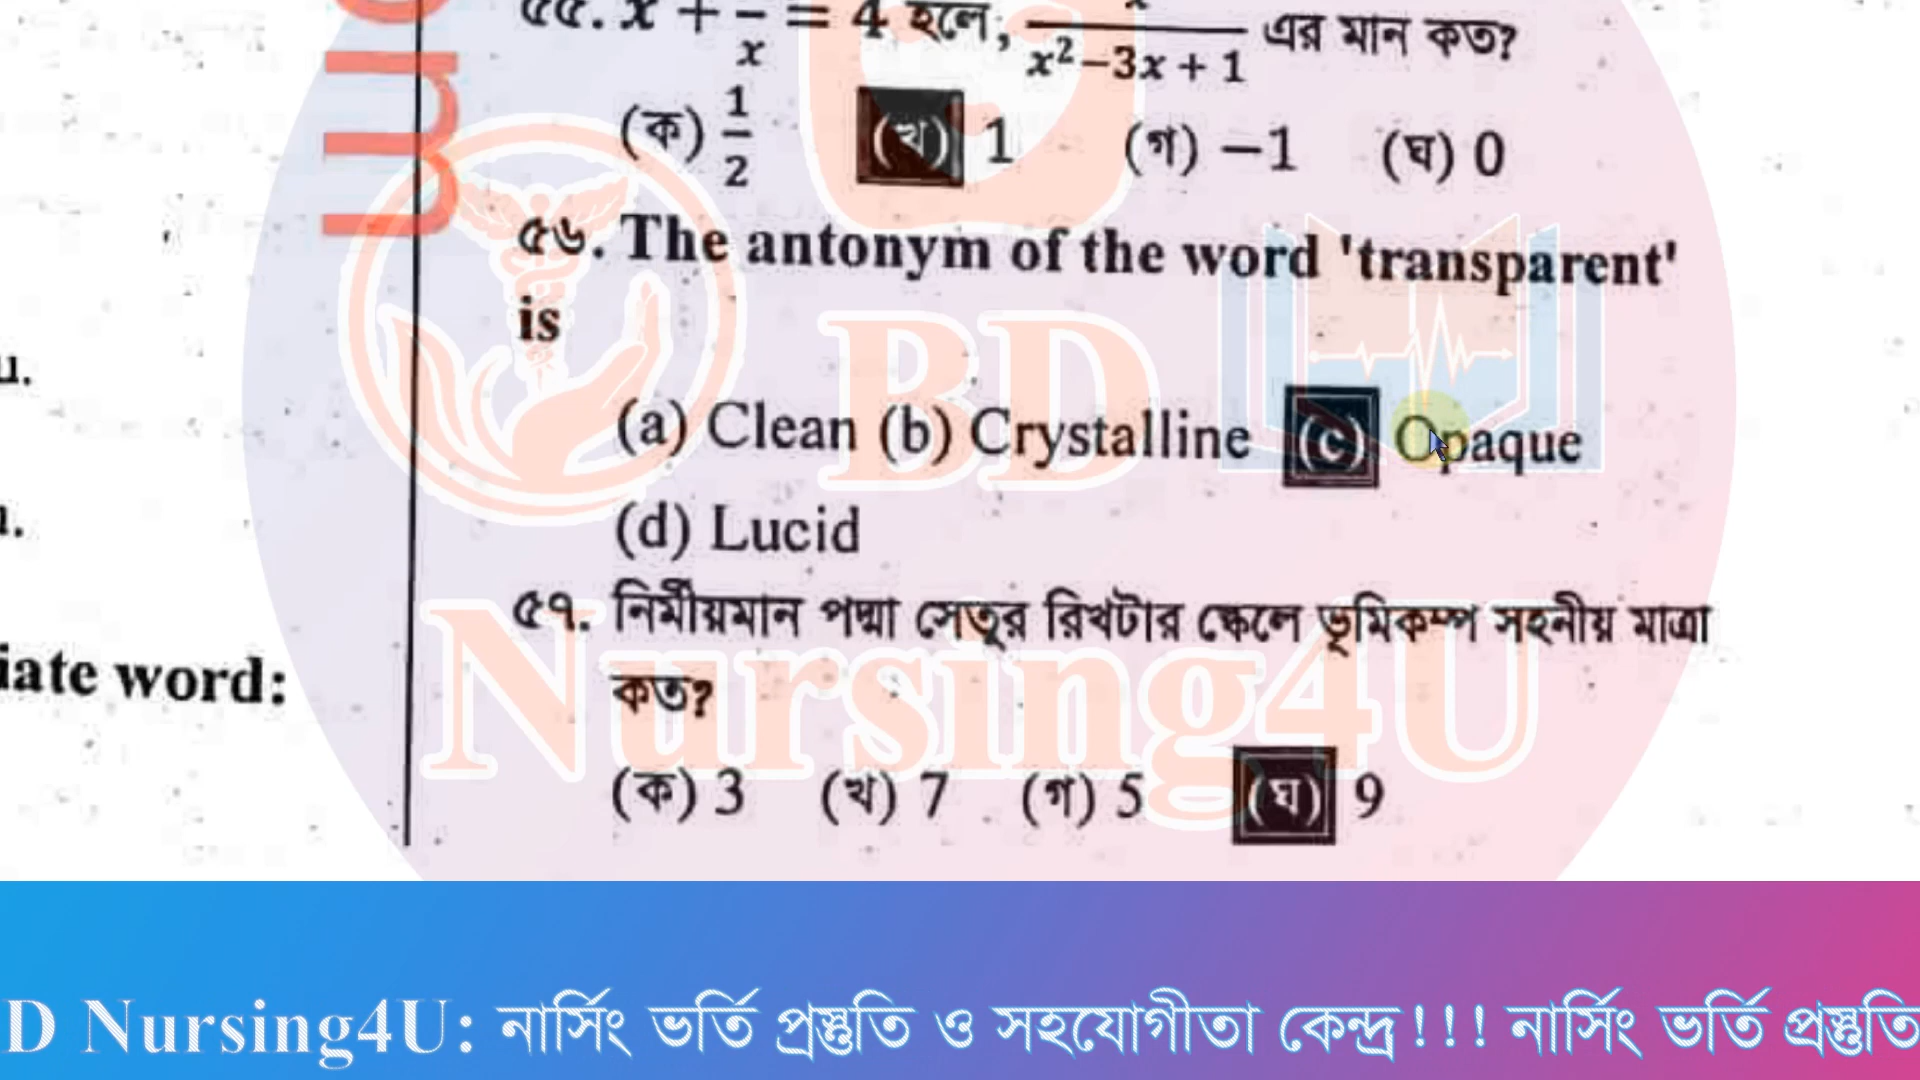 ৫৫. x + 1/x = 4 হলে, x/(x²−3x + 1) এর মান কত?
(ক) 1/2 (খ) 1 (গ) −1 (ঘ) 0
৫৬. The antonym of the word 'transparent'
is
(a) Clean (b) Crystalline (c) Opaque
(d) Lucid
৫৭. নির্মীয়মান পদ্মা সেতুর রিখটার স্কেলে ভূমিকম্প সহনীয় মাত্রা
কত?
(ক) 3 (খ) 7 (গ) 5 (ঘ) 9
iate word:
BD
Nursing4U
D Nursing4U: নার্সিং ভর্তি প্রস্তুতি ও সহযোগীতা কেন্দ্র!!! নার্সিং ভর্তি প্রস্তুতি